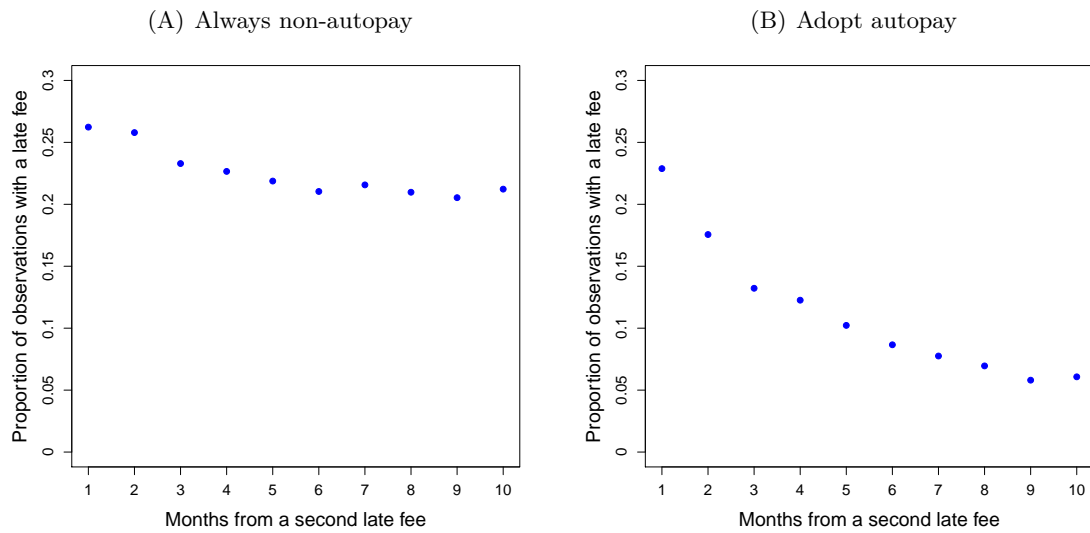 (A) Always non-autopay
Proportion of observations with a late fee
0.3
0.25
0.2
0.15
0.1
0.05
0
1 2 3 4 5 6 7 8 9 10
Months from a second late fee
(B) Adopt autopay
Proportion of observations with a late fee
0.3
0.25
0.2
0.15
0.1
0.05
0
1 2 3 4 5 6 7 8 9 10
Months from a second late fee